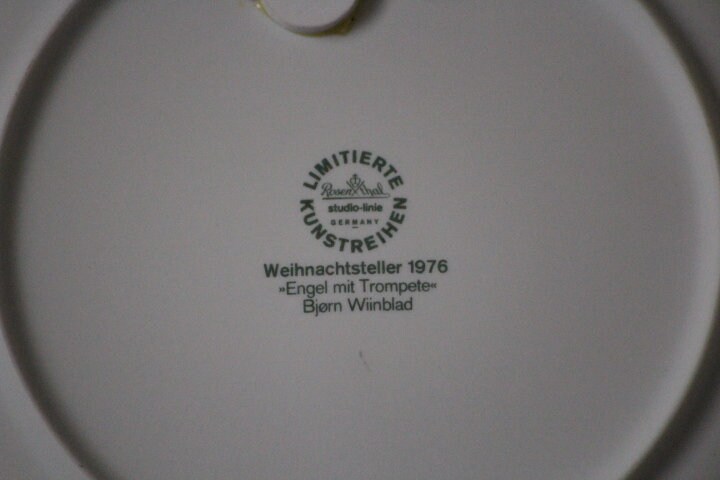 LIMITIERTE
Rosenthal
studio-linie
GERMANY
KUNSTREIHEN
Weihnachtsteller 1976
»Engel mit Trompete«
Bjørn Wiinblad